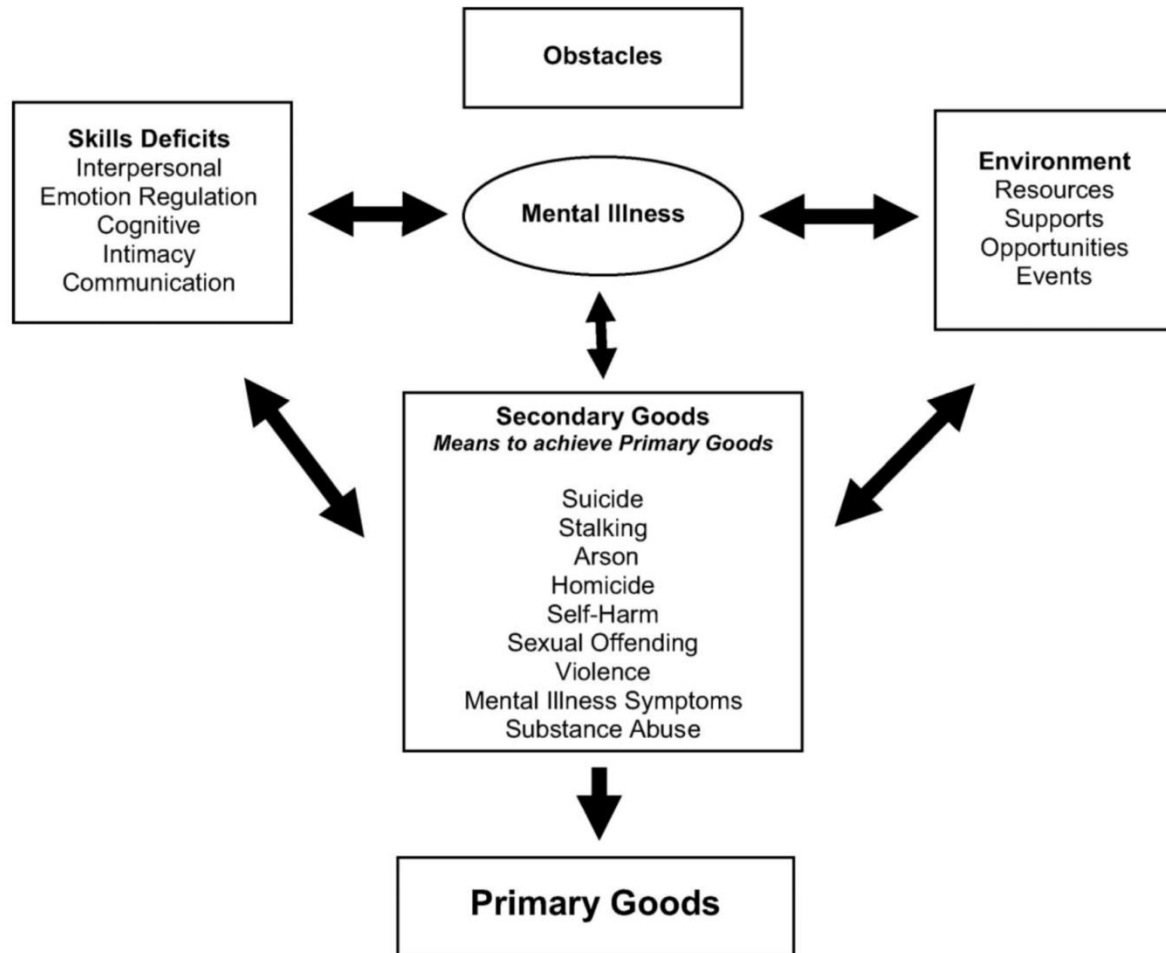 Obstacles
Skills Deficits
Interpersonal
Emotion Regulation
Cognitive
Intimacy
Communication
Mental Illness
Environment
Resources
Supports
Opportunities
Events
Secondary Goods
Means to achieve Primary Goods
Suicide
Stalking
Arson
Homicide
Self-Harm
Sexual Offending
Violence
Mental Illness Symptoms
Substance Abuse
Primary Goods